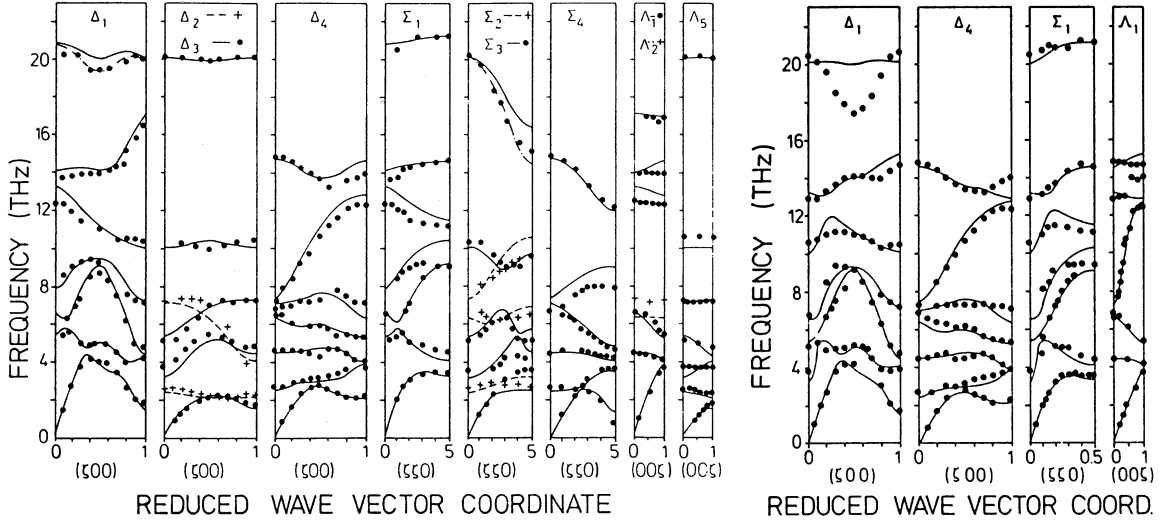 Δ₁
Δ₂ --- +
Δ₃ — •
Δ₄
Σ₁
Σ₂ --- +
Σ₃ — •
Σ₄
Λ₁ •
Λ₂ +
Λ₅
20
16
12
8
4
0
FREQUENCY (THz)
0 1
(ζ00)
0 1
(ζ00)
0 1
(ζ00)
0 .5
(ζζ0)
0 .5
(ζζ0)
0 .5
(ζζ0)
0 1
(00ζ)
0 1
(00ζ)
REDUCED WAVE VECTOR COORDINATE
Δ₁
Δ₄
Σ₁
Λ₁
20
16
12
8
4
0
FREQUENCY (THz)
0 1
(ζ00)
0 1
(ζ00)
0 0.5
(ζζ0)
0 1
(00ζ)
REDUCED WAVE VECTOR COORD.